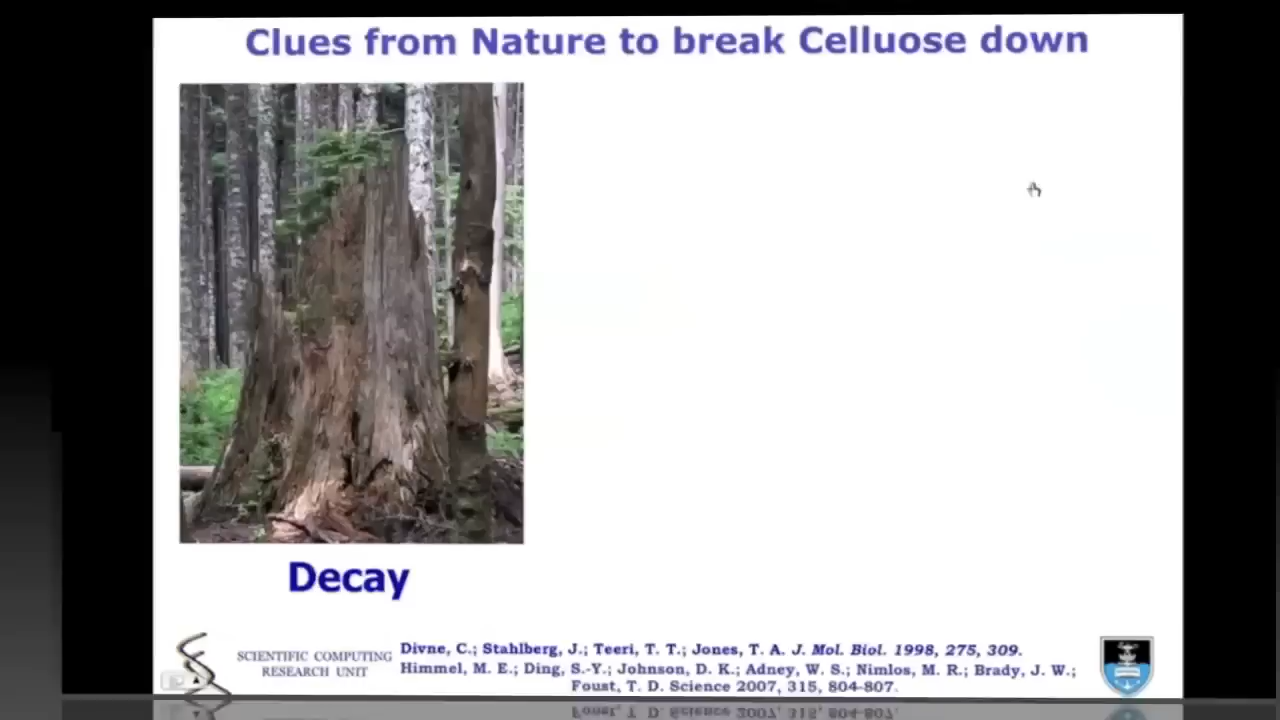 Clues from Nature to break Celluose down
Decay
SCIENTIFIC COMPUTING
RESEARCH UNIT
Divne, C.; Stahlberg, J.; Teeri, T. T.; Jones, T. A. J. Mol. Biol. 1998, 275, 309.
Himmel, M. E.; Ding, S.-Y.; Johnson, D. K.; Adney, W. S.; Nimlos, M. R.; Brady, J. W.;
Foust, T. D. Science 2007, 315, 804-807.